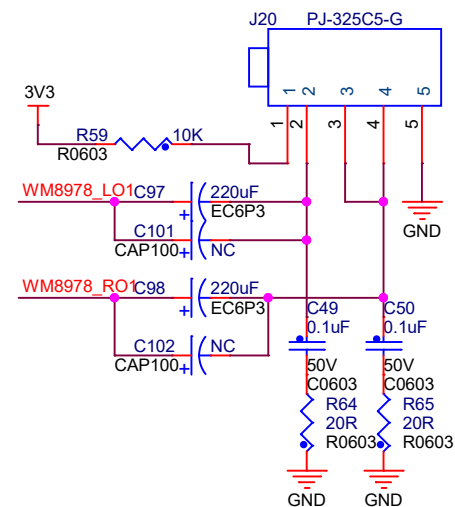 J20 PJ-325C5-G
1 2 3 4 5
1 2 3 4 5
3V3
R59 10K
R0603
WM8978_LO1 C97 220uF
+ EC6P3
C101 NC
CAP100 +
GND
WM8978_RO1 C98 220uF
+ EC6P3
C102 NC
CAP100 +
C49 C50
0.1uF 0.1uF
50V 50V
C0603 C0603
R64 R65
20R 20R
R0603 R0603
GND GND